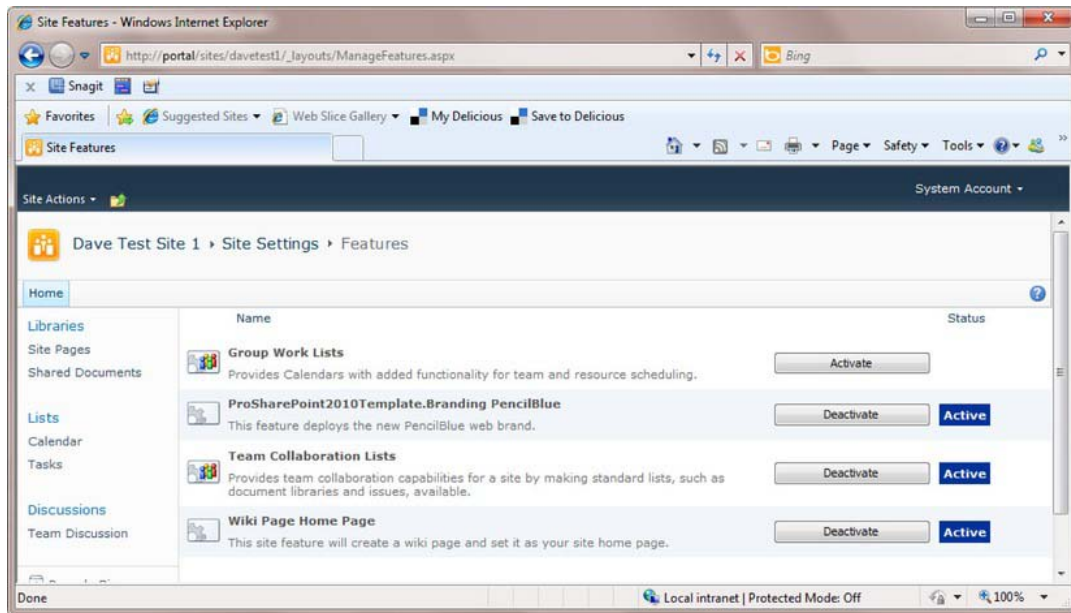 Site Features - Windows Internet Explorer
http://portal/sites/davetest1/_layouts/ManageFeatures.aspx
Bing
x Snagit
Favorites Suggested Sites Web Slice Gallery My Delicious Save to Delicious
Site Features
Page Safety Tools
Site Actions
System Account
Dave Test Site 1 Site Settings Features
Home
Libraries
Site Pages
Shared Documents
Lists
Calendar
Tasks
Discussions
Team Discussion
Name Status
Group Work Lists
Provides Calendars with added functionality for team and resource scheduling.
Activate
ProSharePoint2010Template.Branding PencilBlue
This feature deploys the new PencilBlue web brand.
Deactivate Active
Team Collaboration Lists
Provides team collaboration capabilities for a site by making standard lists, such as
document libraries and issues, available.
Deactivate Active
Wiki Page Home Page
This site feature will create a wiki page and set it as your site home page.
Deactivate Active
Done
Local intranet | Protected Mode: Off
100%